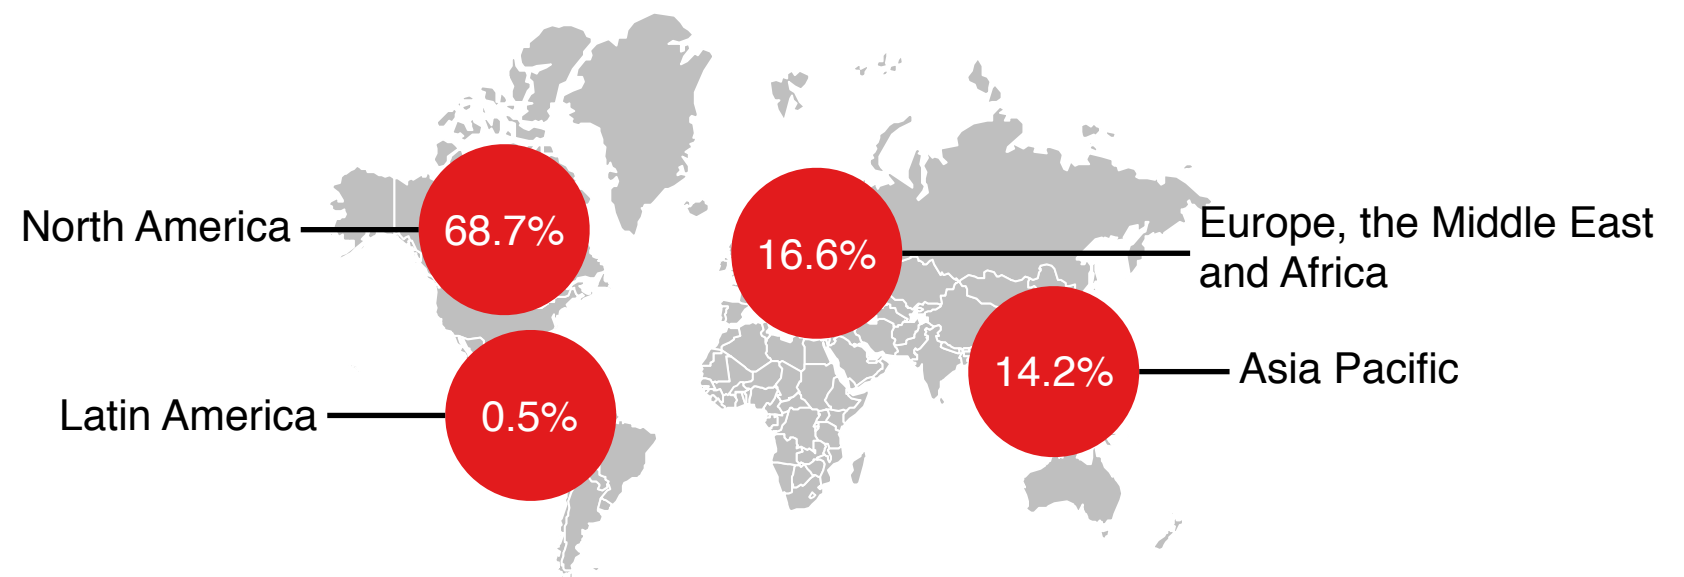 North America
68.7%
16.6%
Europe, the Middle East
and Africa
Latin America
0.5%
14.2%
Asia Pacific